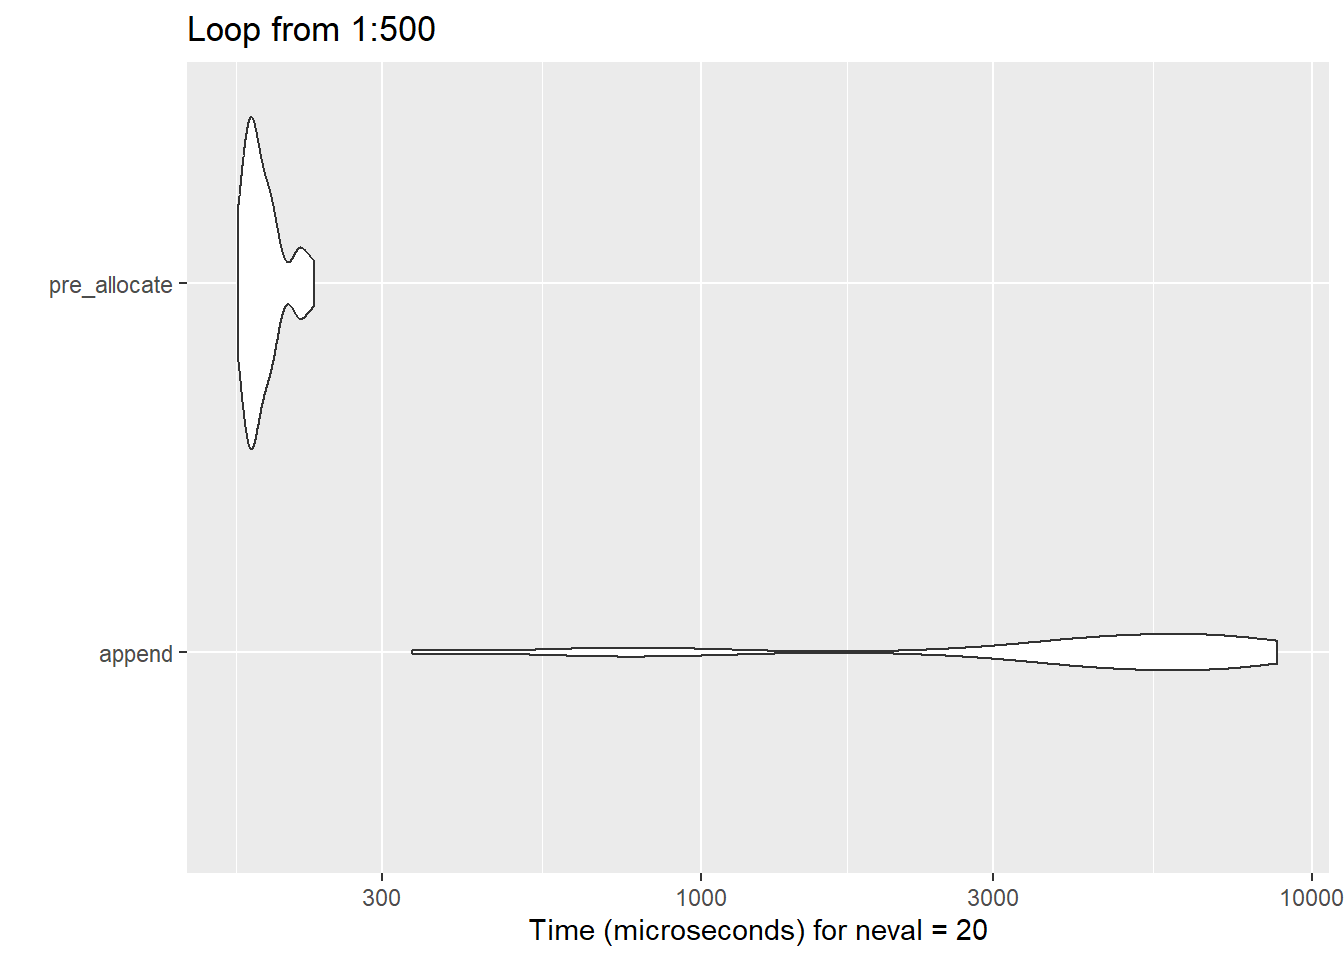 Loop from 1:500
pre_allocate
append
300
1000
3000
10000
Time (microseconds) for neval = 20